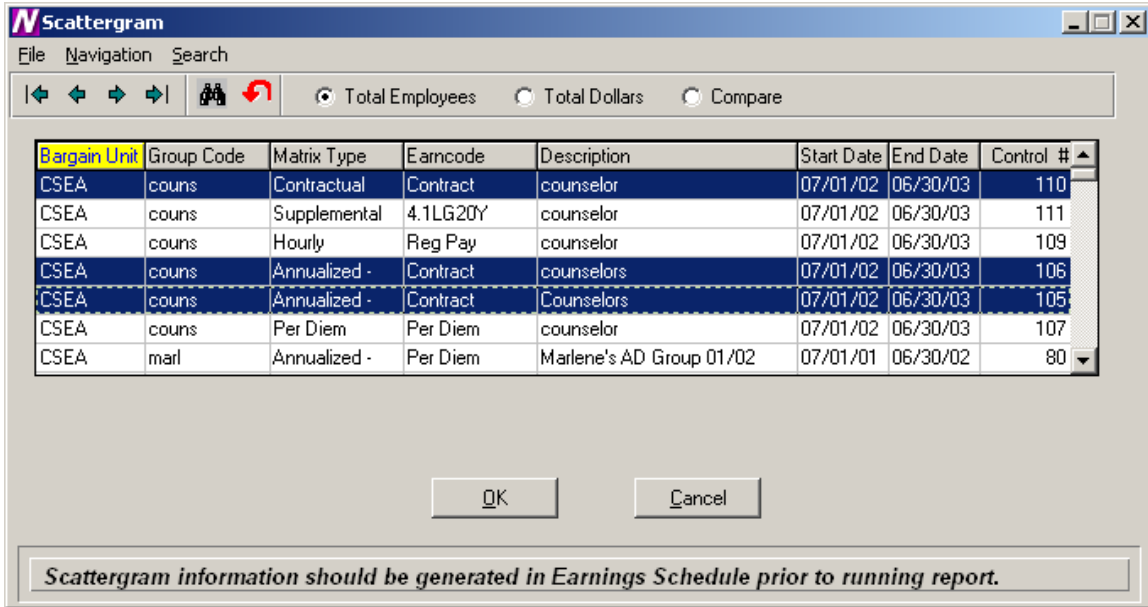 Scattergram
File Navigation Search
Total Employees Total Dollars Compare
Bargain Unit Group Code Matrix Type Earncode Description Start Date End Date Control #
CSEA couns Contractual Contract counselor 07/01/02 06/30/03 110
CSEA couns Supplemental 4.1LG20Y counselor 07/01/02 06/30/03 111
CSEA couns Hourly Reg Pay counselor 07/01/02 06/30/03 109
CSEA couns Annualized - Contract counselors 07/01/02 06/30/03 106
CSEA couns Annualized - Contract Counselors 07/01/02 06/30/03 105
CSEA couns Per Diem Per Diem counselor 07/01/02 06/30/03 107
CSEA marl Annualized - Per Diem Marlene's AD Group 01/02 07/01/01 06/30/02 80
OK Cancel
Scattergram information should be generated in Earnings Schedule prior to running report.